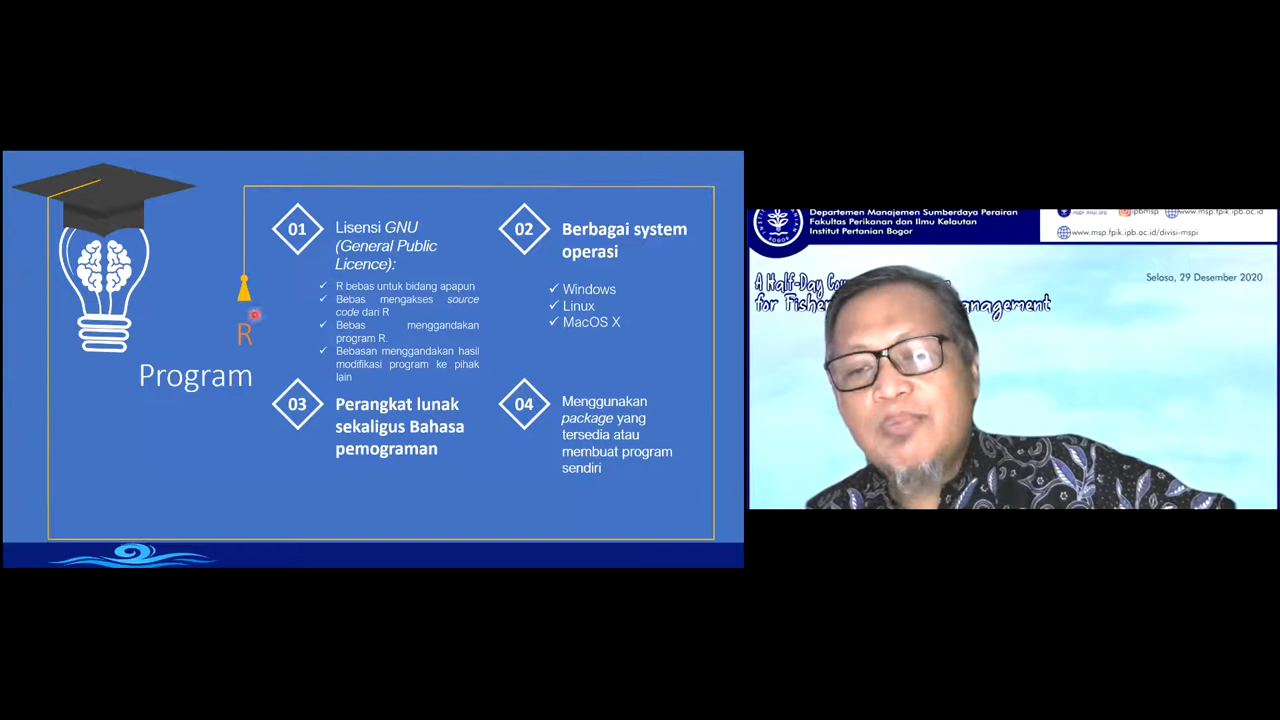 01
Lisensi GNU
(General Public
Licence):
✓ R bebas untuk bidang apapun
✓ Bebas mengakses source
code dari R
✓ Bebas menggandakan
program R.
✓ Bebasan menggandakan hasil
modifikasi program ke pihak
lain
02
Berbagai system
operasi
✓ Windows
✓ Linux
✓ MacOS X
R
Program
03
Perangkat lunak
sekaligus Bahasa
pemograman
04
Menggunakan
package yang
tersedia atau
membuat program
sendiri
Departemen Manajemen Sumberdaya Perairan
Fakultas Perikanan dan Ilmu Kelautan
Institut Pertanian Bogor
ipbmsp
www.msp.fpik.ipb.ac.id
www.msp.fpik.ipb.ac.id/divisi-mspi
Selasa, 29 Desember 2020
A Half-Day
for